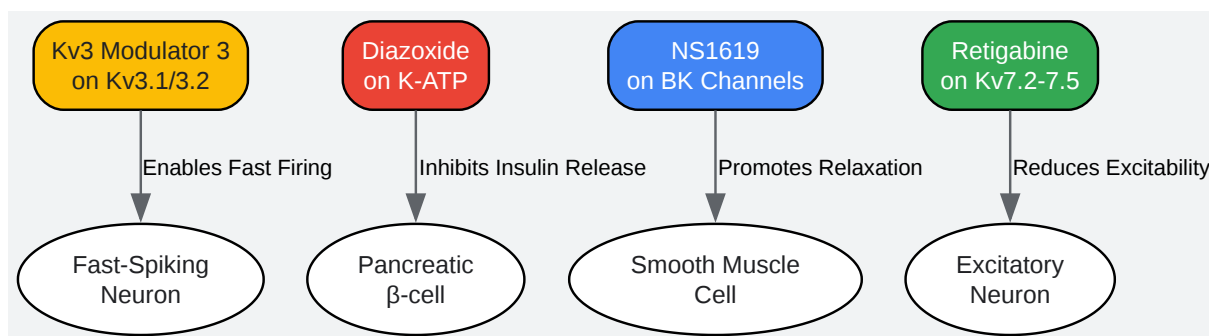 Kv3 Modulator 3
on Kv3.1/3.2
Diazoxide
on K-ATP
NS1619
on BK Channels
Retigabine
on Kv7.2-7.5
Enables Fast Firing
Inhibits Insulin Release
Promotes Relaxation
Reduces Excitability
Fast-Spiking
Neuron
Pancreatic
β-cell
Smooth Muscle
Cell
Excitatory
Neuron